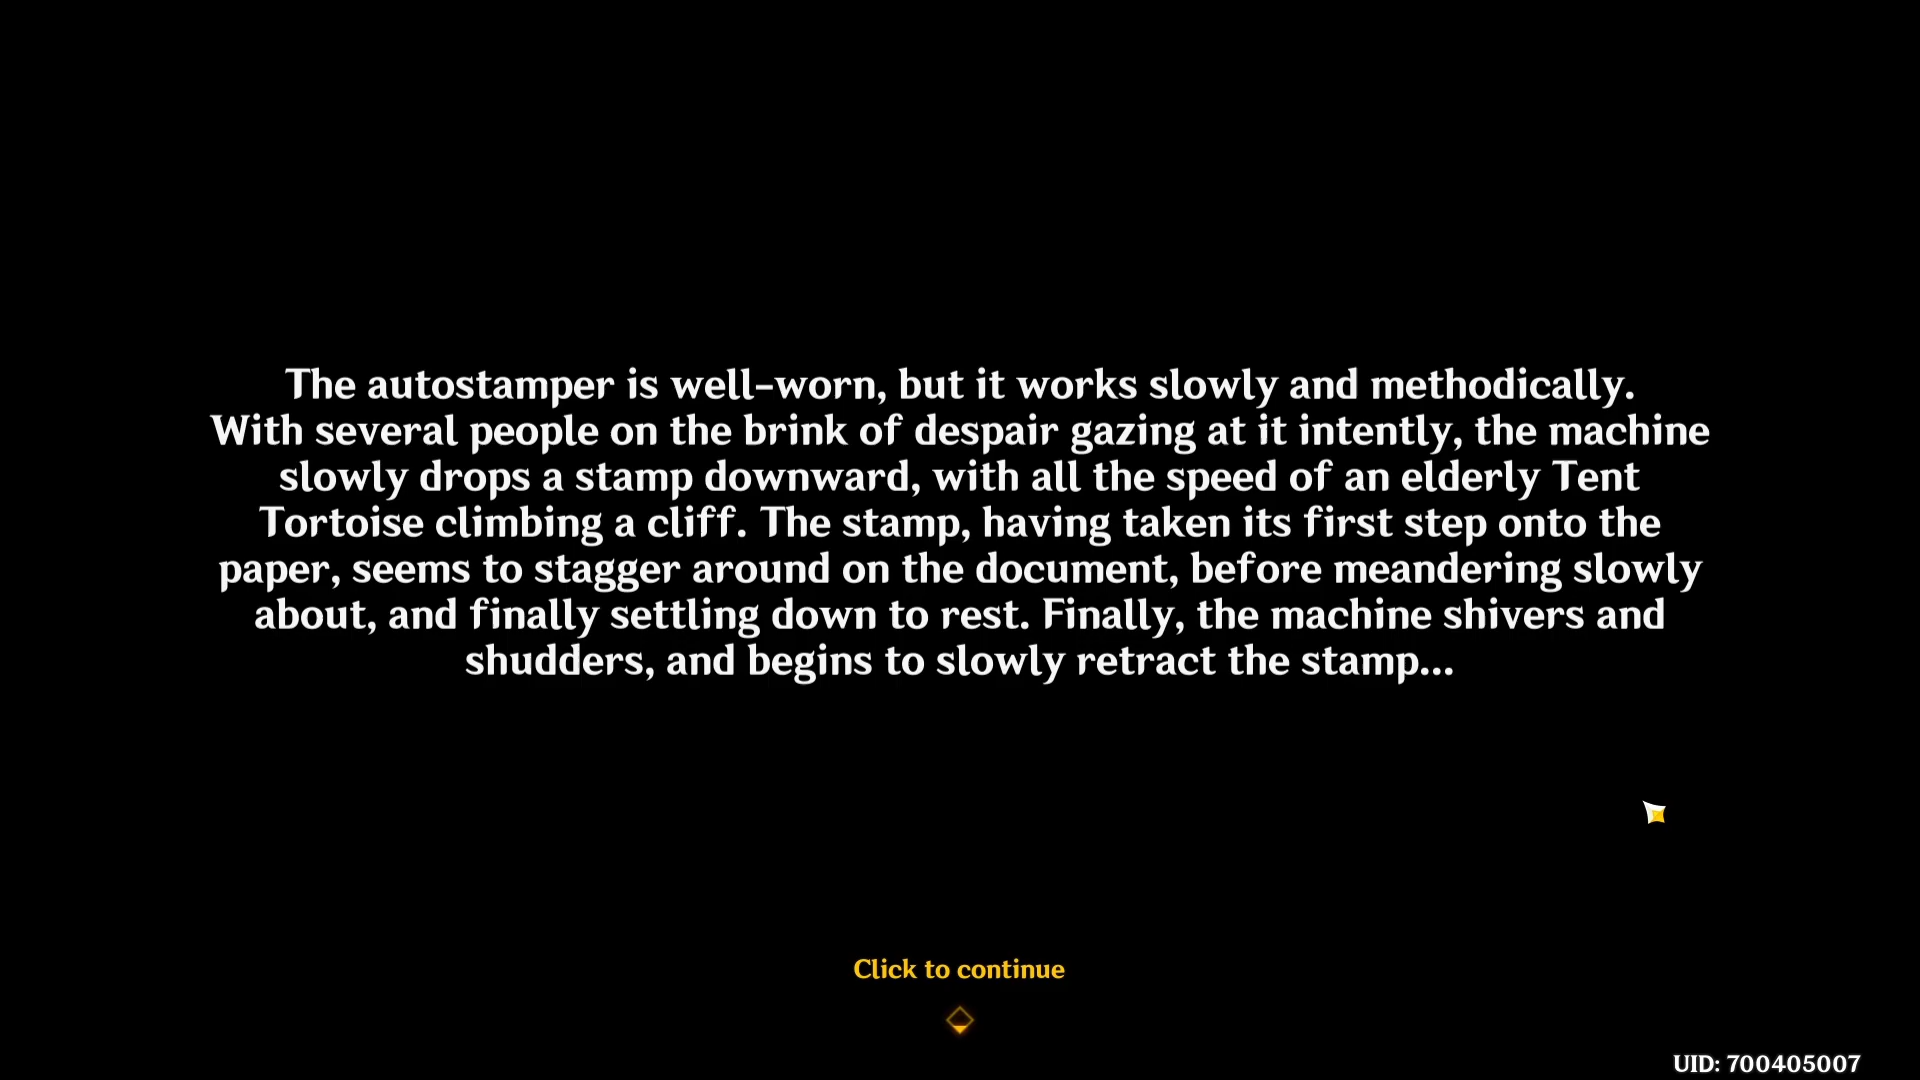 The autostamper is well-worn, but it works slowly and methodically.
With several people on the brink of despair gazing at it intently, the machine
slowly drops a stamp downward, with all the speed of an elderly Tent
Tortoise climbing a cliff. The stamp, having taken its first step onto the
paper, seems to stagger around on the document, before meandering slowly
about, and finally settling down to rest. Finally, the machine shivers and
shudders, and begins to slowly retract the stamp...
Click to continue
UID: 700405007